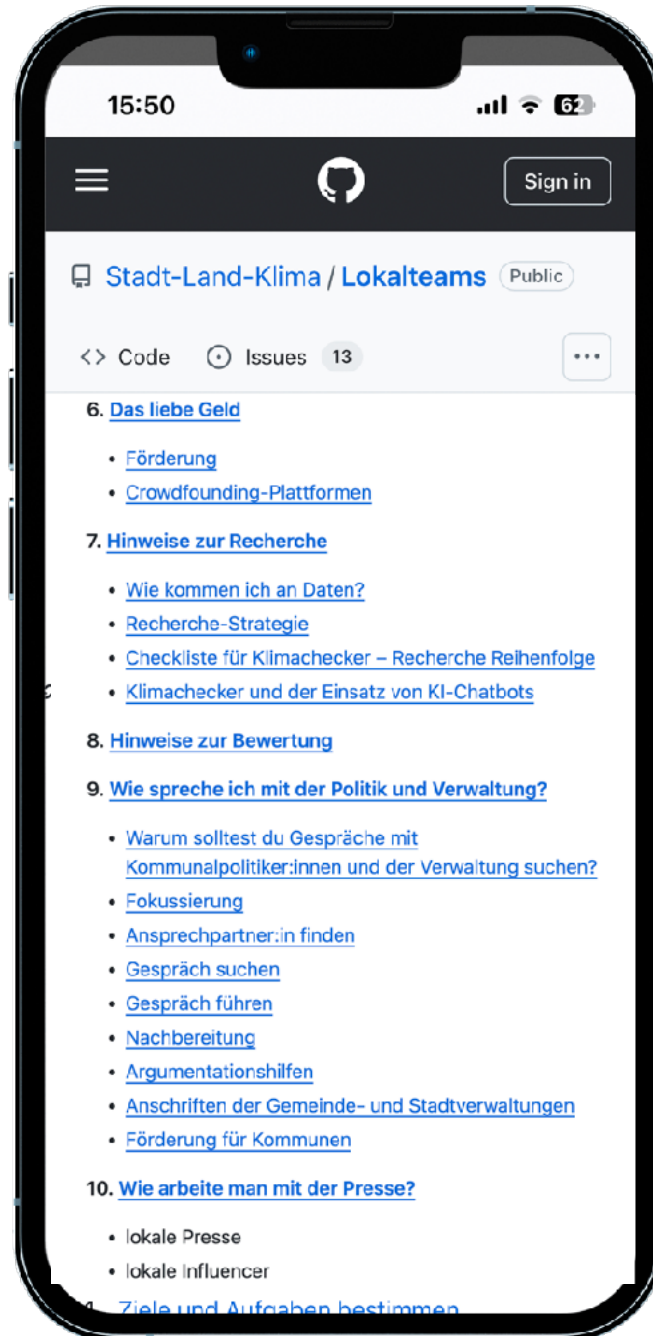 15:50
62
Sign in
Stadt-Land-Klima / Lokalteams Public
<> Code Issues 13 ...
6. Das liebe Geld
• Förderung
• Crowdfounding-Plattformen
7. Hinweise zur Recherche
• Wie kommen ich an Daten?
• Recherche-Strategie
• Checkliste für Klimachecker – Recherche Reihenfolge
• Klimachecker und der Einsatz von KI-Chatbots
8. Hinweise zur Bewertung
9. Wie spreche ich mit der Politik und Verwaltung?
• Warum solltest du Gespräche mit
Kommunalpolitiker:innen und der Verwaltung suchen?
• Fokussierung
• Ansprechpartner:in finden
• Gespräch suchen
• Gespräch führen
• Nachbereitung
• Argumentationshilfen
• Anschriften der Gemeinde- und Stadtverwaltungen
• Förderung für Kommunen
10. Wie arbeite man mit der Presse?
• lokale Presse
• lokale Influencer
Ziele und Aufgaben bestimmen